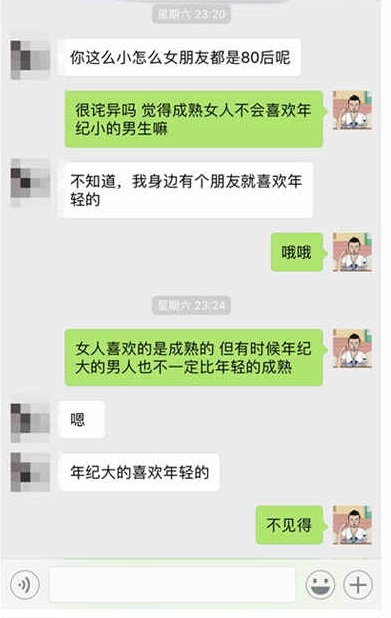 星期六 23:20
你这么小怎么女朋友都是80后呢
很诧异吗 觉得成熟女人不会喜欢年
纪小的男生嘛
不知道，我身边有个朋友就喜欢年
轻的
哦哦
星期六 23:24
女人喜欢的是成熟的 但有时候年纪
大的男人也不一定比年轻的成熟
嗯
年纪大的喜欢年轻的
不见得